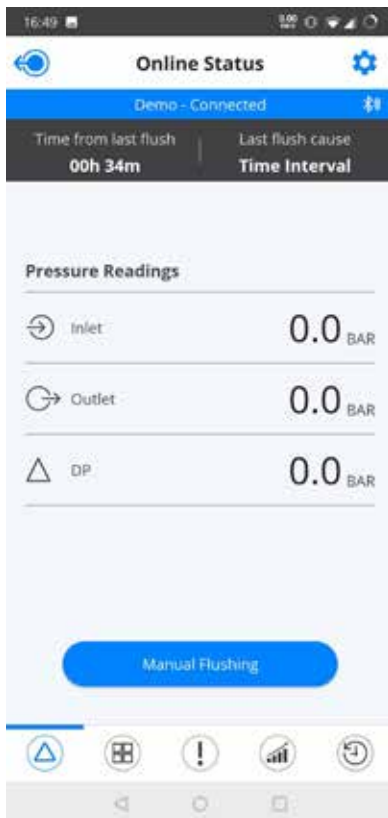 16:49
Online Status
Demo - Connected
Time from last flush
Last flush cause
00h 34m
Time Interval
Pressure Readings
Inlet
0.0 BAR
Outlet
0.0 BAR
DP
0.0 BAR
Manual Flushing